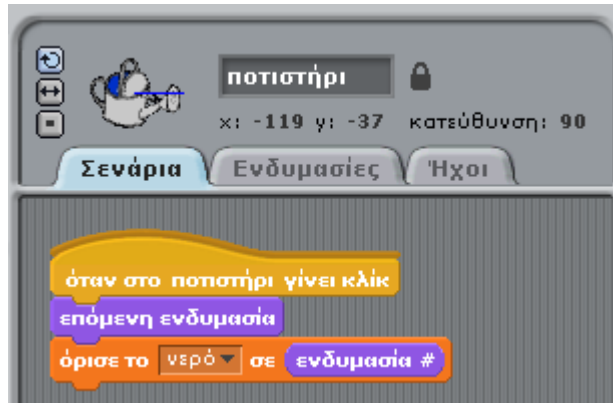 ποτιστήρι
x: -119 y: -37 κατεύθυνση: 90
Σενάρια Ενδυμασίες Ήχοι
όταν στο ποτιστήρι γίνει κλίκ
επόμενη ενδυμασία
όρισε το νερό σε ενδυμασία #